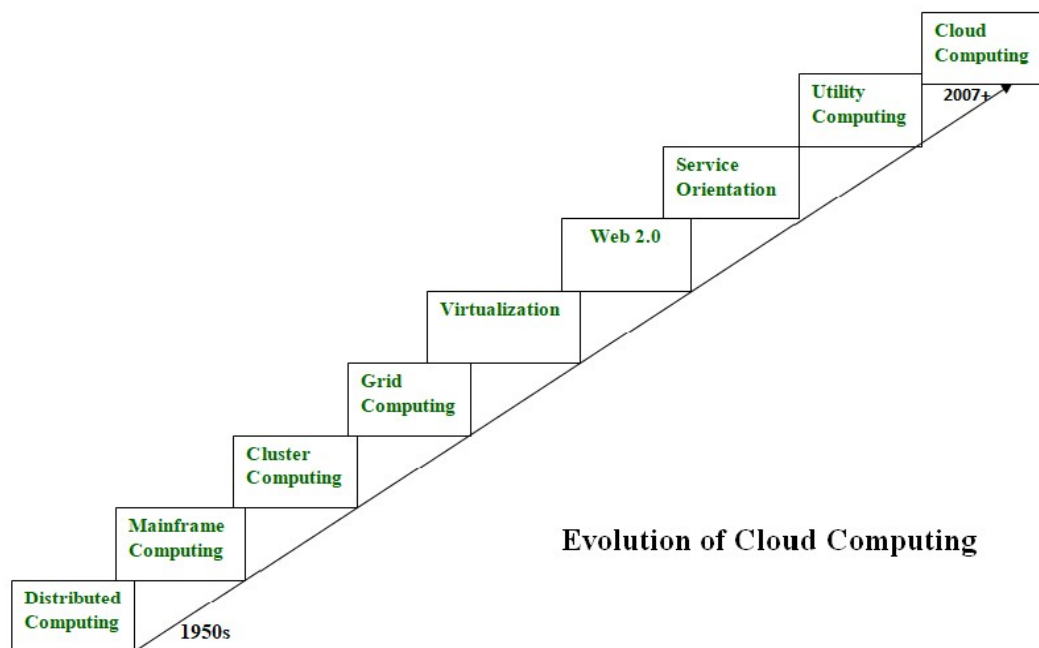 Cloud
Computing
2007+
Utility
Computing
Service
Orientation
Web 2.0
Virtualization
Grid
Computing
Cluster
Computing
Mainframe
Computing
Evolution of Cloud Computing
Distributed
Computing
1950s